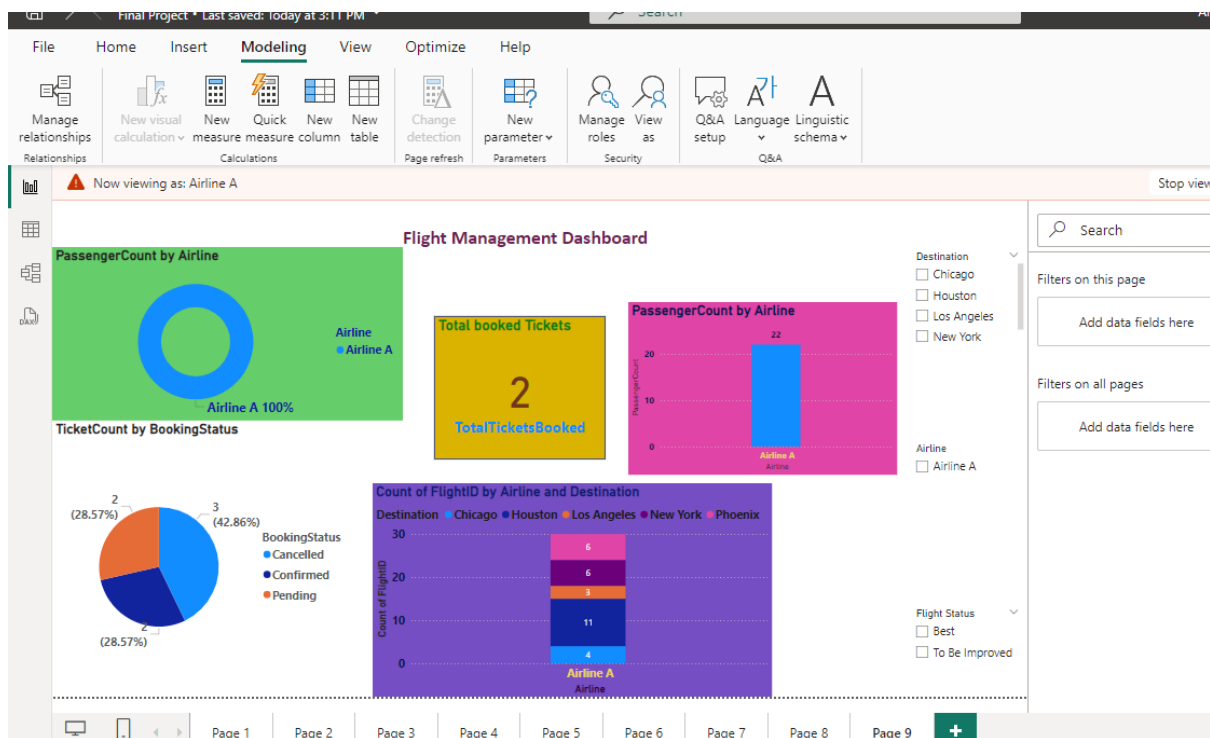 Final Project • Last saved: Today at 3:11 PM
Search
File Home Insert Modeling View Optimize Help
Manage relationships
New visual calculation
New measure
Quick measure
New column
New table
Change detection
New parameter
Manage roles
View as
Q&A setup
Language
Linguistic schema
Relationships
Calculations
Page refresh
Parameters
Security
Q&A
Now viewing as: Airline A
Stop view
DAX
Flight Management Dashboard
PassengerCount by Airline
Airline
Airline A
Airline A 100%
Total booked Tickets
2
TotalTicketsBooked
PassengerCount by Airline
22
20
10
0
PassengerCount
Airline A
Airline
Destination
Chicago
Houston
Los Angeles
New York
Search
Filters on this page
Add data fields here
Filters on all pages
Add data fields here
TicketCount by BookingStatus
2
(28.57%)
3
(42.86%)
2
(28.57%)
BookingStatus
Cancelled
Confirmed
Pending
Count of FlightID by Airline and Destination
Destination Chicago Houston Los Angeles New York Phoenix
30
20
10
0
Count of FlightID
6
6
3
11
4
Airline A
Airline
Airline
Airline A
Flight Status
Best
To Be Improved
Page 1 Page 2 Page 3 Page 4 Page 5 Page 6 Page 7 Page 8 Page 9 +